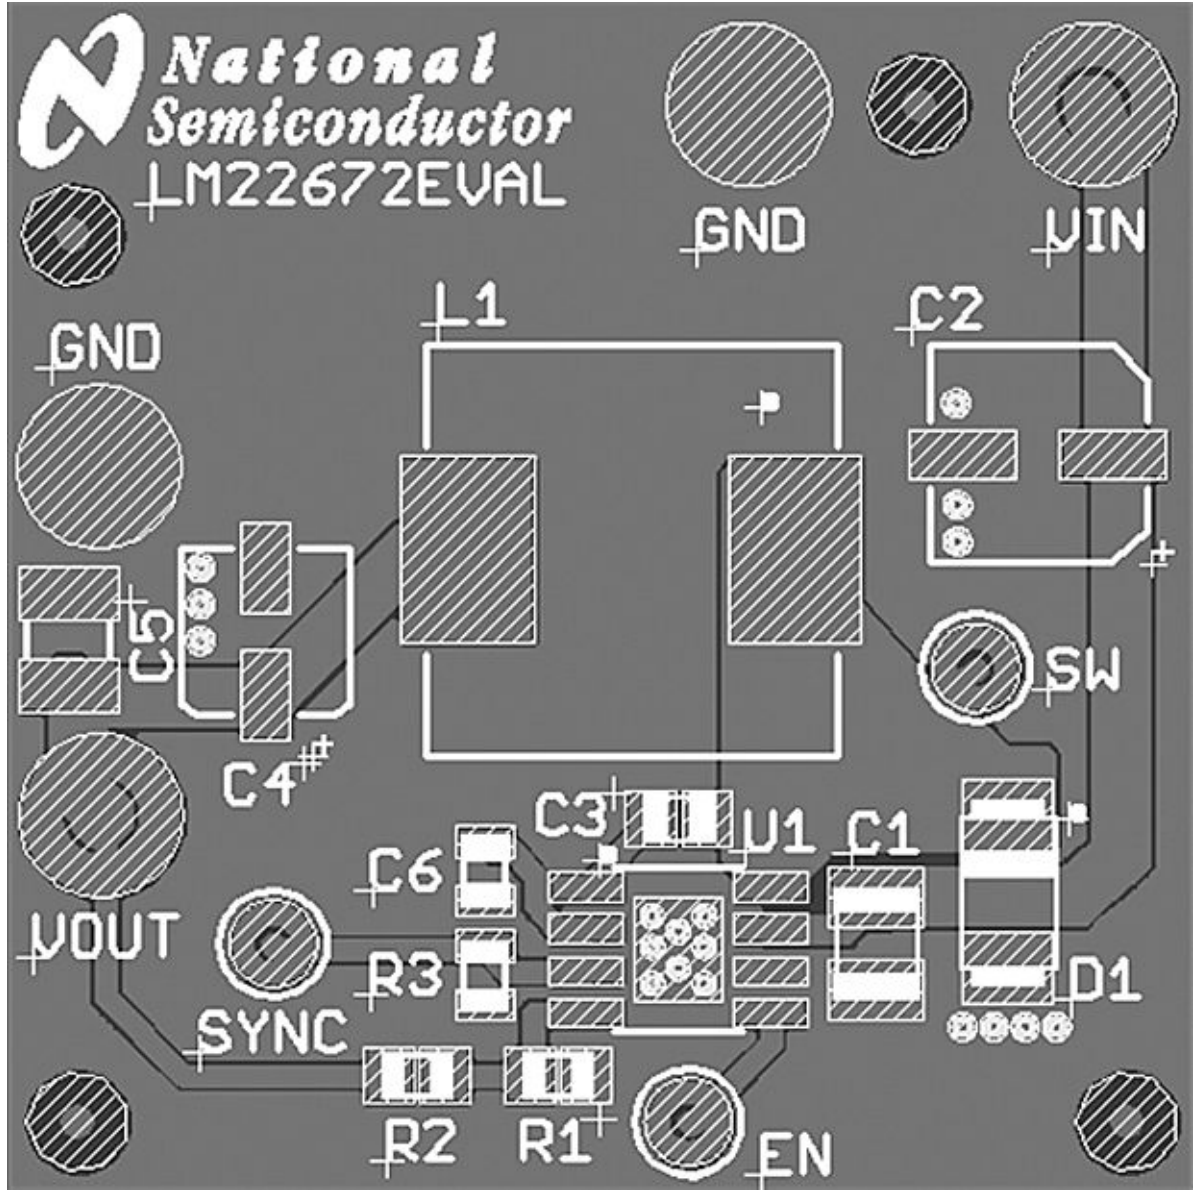 National
Semiconductor
LM22672EVAL
GND
VIN
L1
C2
GND
C5
SW
C4
C3
U1
C1
C6
VOUT
R3
D1
SYNC
R2
R1
EN